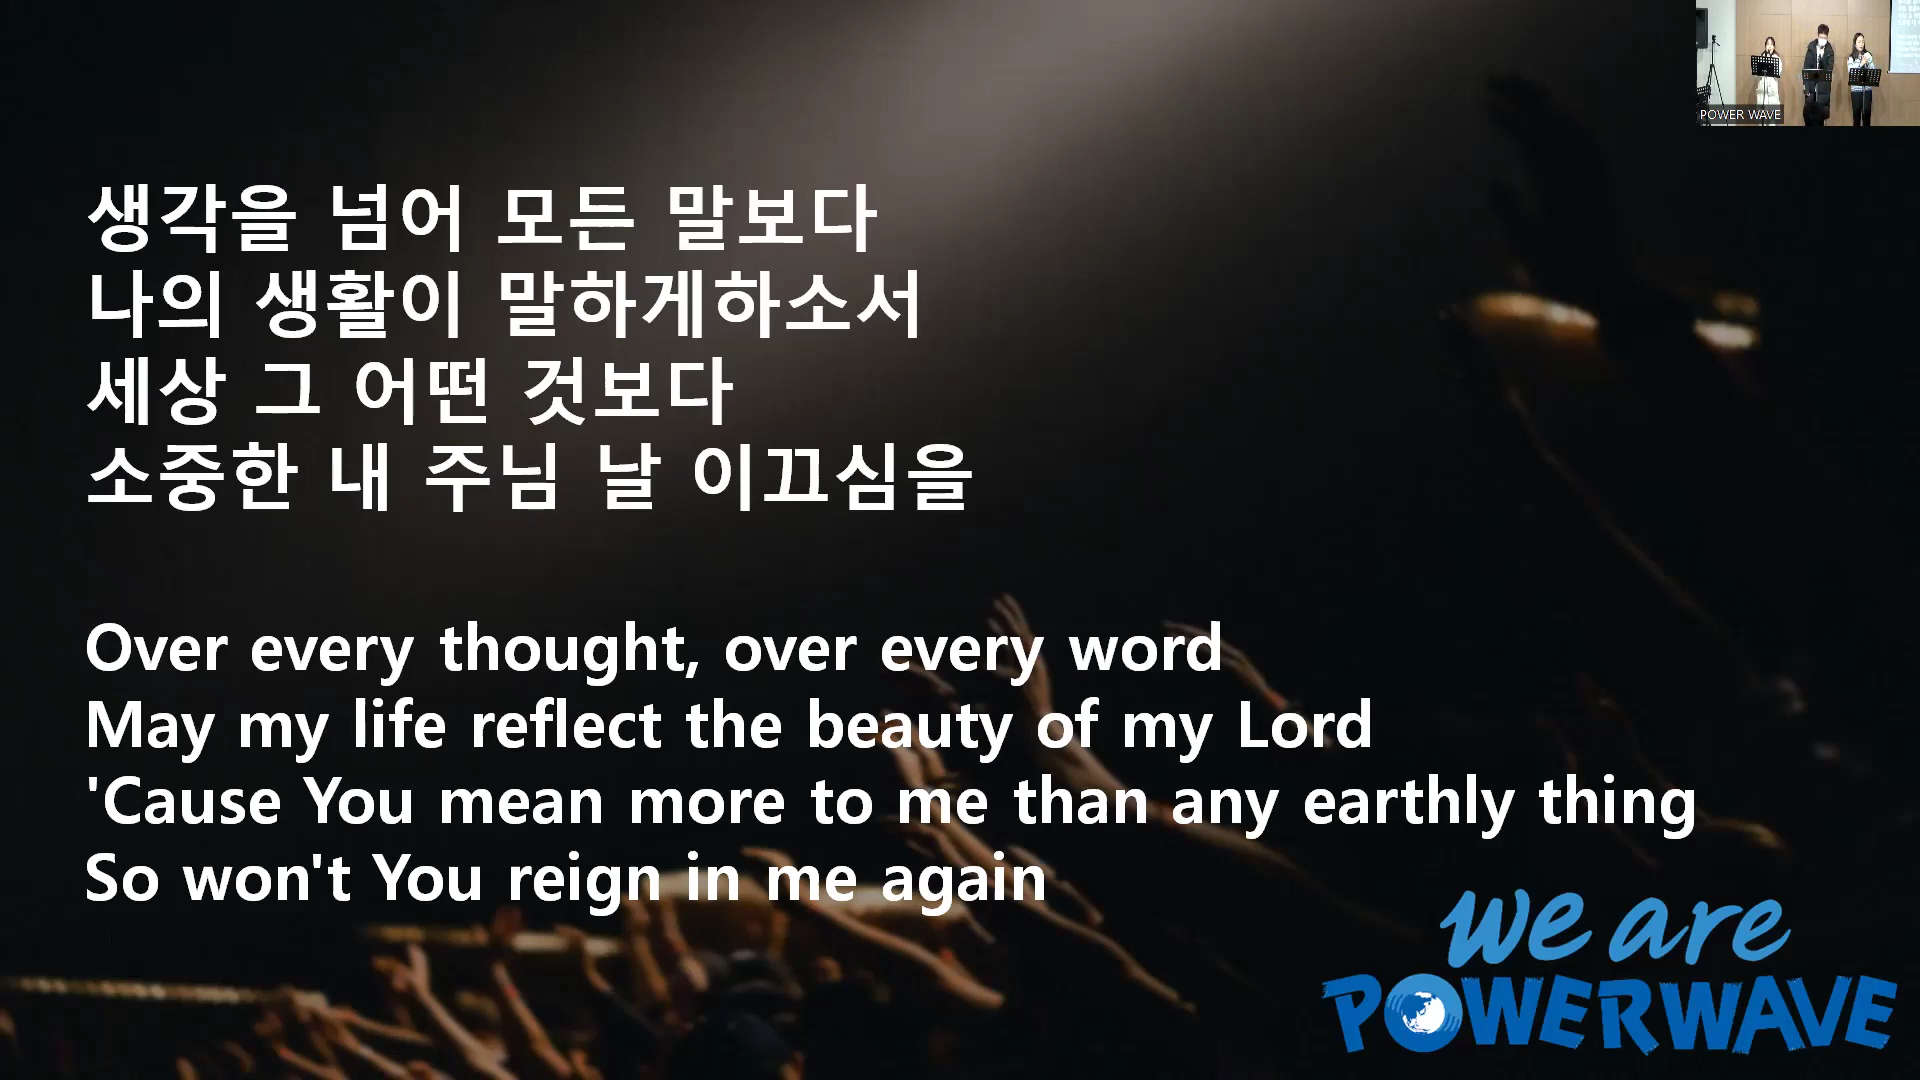 POWER WAVE
생각을 넘어 모든 말보다
나의 생활이 말하게하소서
세상 그 어떤 것보다
소중한 내 주님 날 이끄심을
Over every thought, over every word
May my life reflect the beauty of my Lord
'Cause You mean more to me than any earthly thing
So won't You reign in me again
we are
POWERWAVE